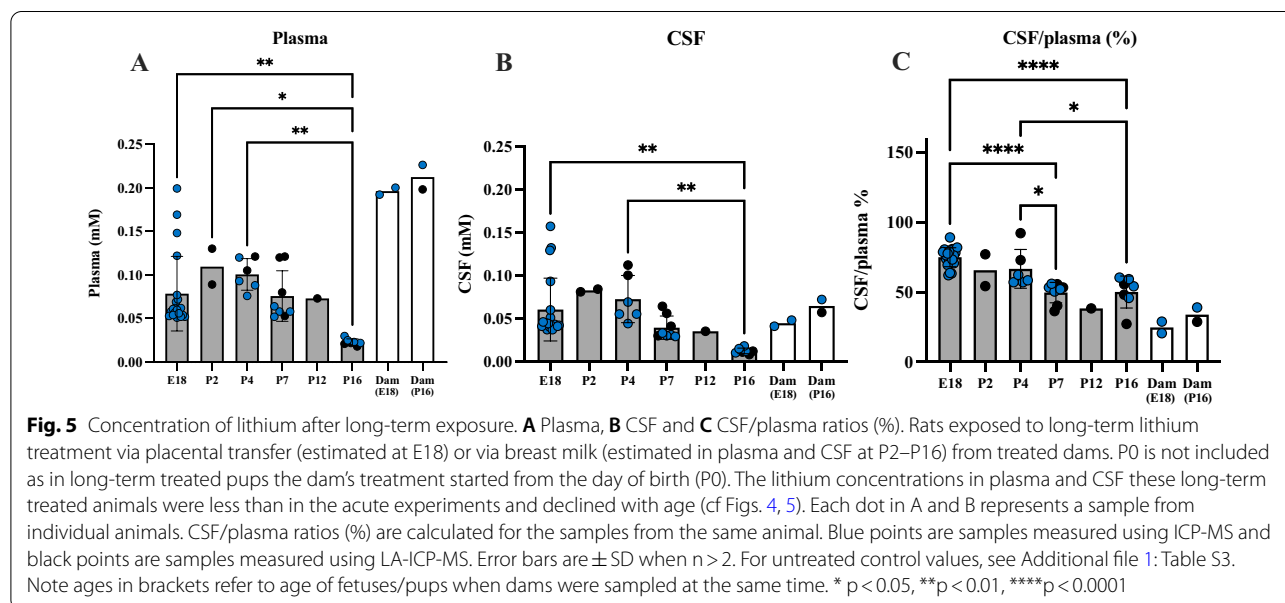 Plasma
A
**
*
**
0.25
0.20
0.15
0.10
0.05
0.00
Plasma (mM)
E18 P2 P4 P7 P12 P16 Dam (E18) Dam (P16)
CSF
B
**
**
0.25
0.20
0.15
0.10
0.05
0.00
CSF (mM)
E18 P2 P4 P7 P12 P16 Dam (E18) Dam (P16)
CSF/plasma (%)
C
****
*
****
*
150
100
50
0
CSF/plasma %
E18 P2 P4 P7 P12 P16 Dam (E18) Dam (P16)
Fig. 5 Concentration of lithium after long-term exposure. A Plasma, B CSF and C CSF/plasma ratios (%). Rats exposed to long-term lithium
treatment via placental transfer (estimated at E18) or via breast milk (estimated in plasma and CSF at P2–P16) from treated dams. P0 is not included
as in long-term treated pups the dam's treatment started from the day of birth (P0). The lithium concentrations in plasma and CSF these long-term
treated animals were less than in the acute experiments and declined with age (cf Figs. 4, 5). Each dot in A and B represents a sample from
individual animals. CSF/plasma ratios (%) are calculated for the samples from the same animal. Blue points are samples measured using ICP-MS and
black points are samples measured using LA-ICP-MS. Error bars are ± SD when n > 2. For untreated control values, see Additional file 1: Table S3.
Note ages in brackets refer to age of fetuses/pups when dams were sampled at the same time. * p < 0.05, **p < 0.01, ****p < 0.0001